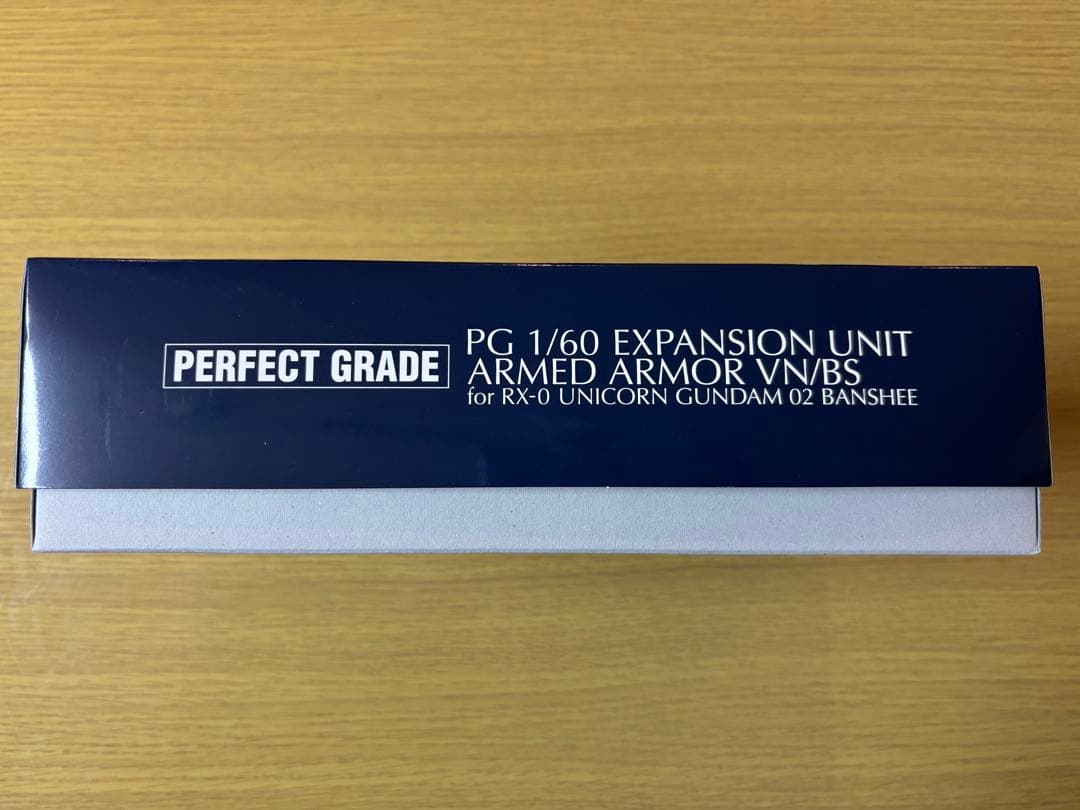 PERFECT GRADE
PG 1/60 EXPANSION UNIT
ARMED ARMOR VN/BS
for RX-0 UNICORN GUNDAM 02 BANSHEE